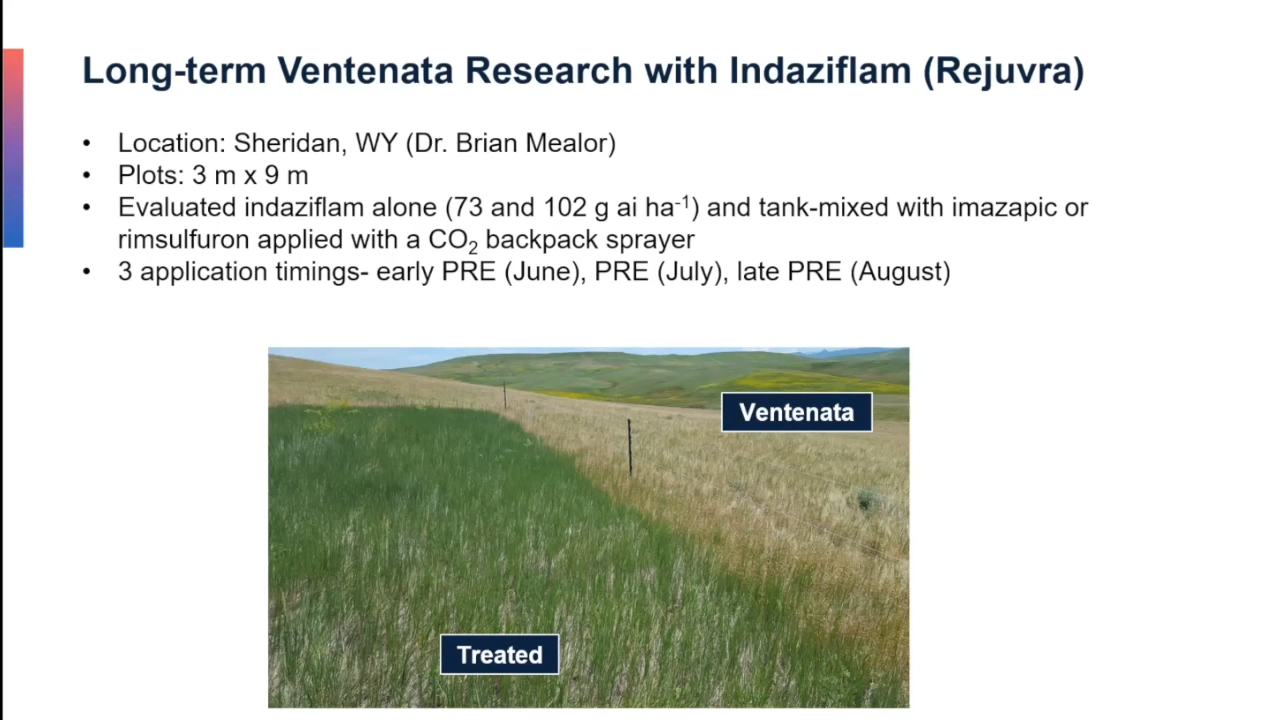 Long-term Ventenata Research with Indaziflam (Rejuvra)
• Location: Sheridan, WY (Dr. Brian Mealor)
• Plots: 3 m x 9 m
• Evaluated indaziflam alone (73 and 102 g ai ha⁻¹) and tank-mixed with imazapic or
rimsulfuron applied with a CO₂ backpack sprayer
• 3 application timings- early PRE (June), PRE (July), late PRE (August)
Ventenata
Treated